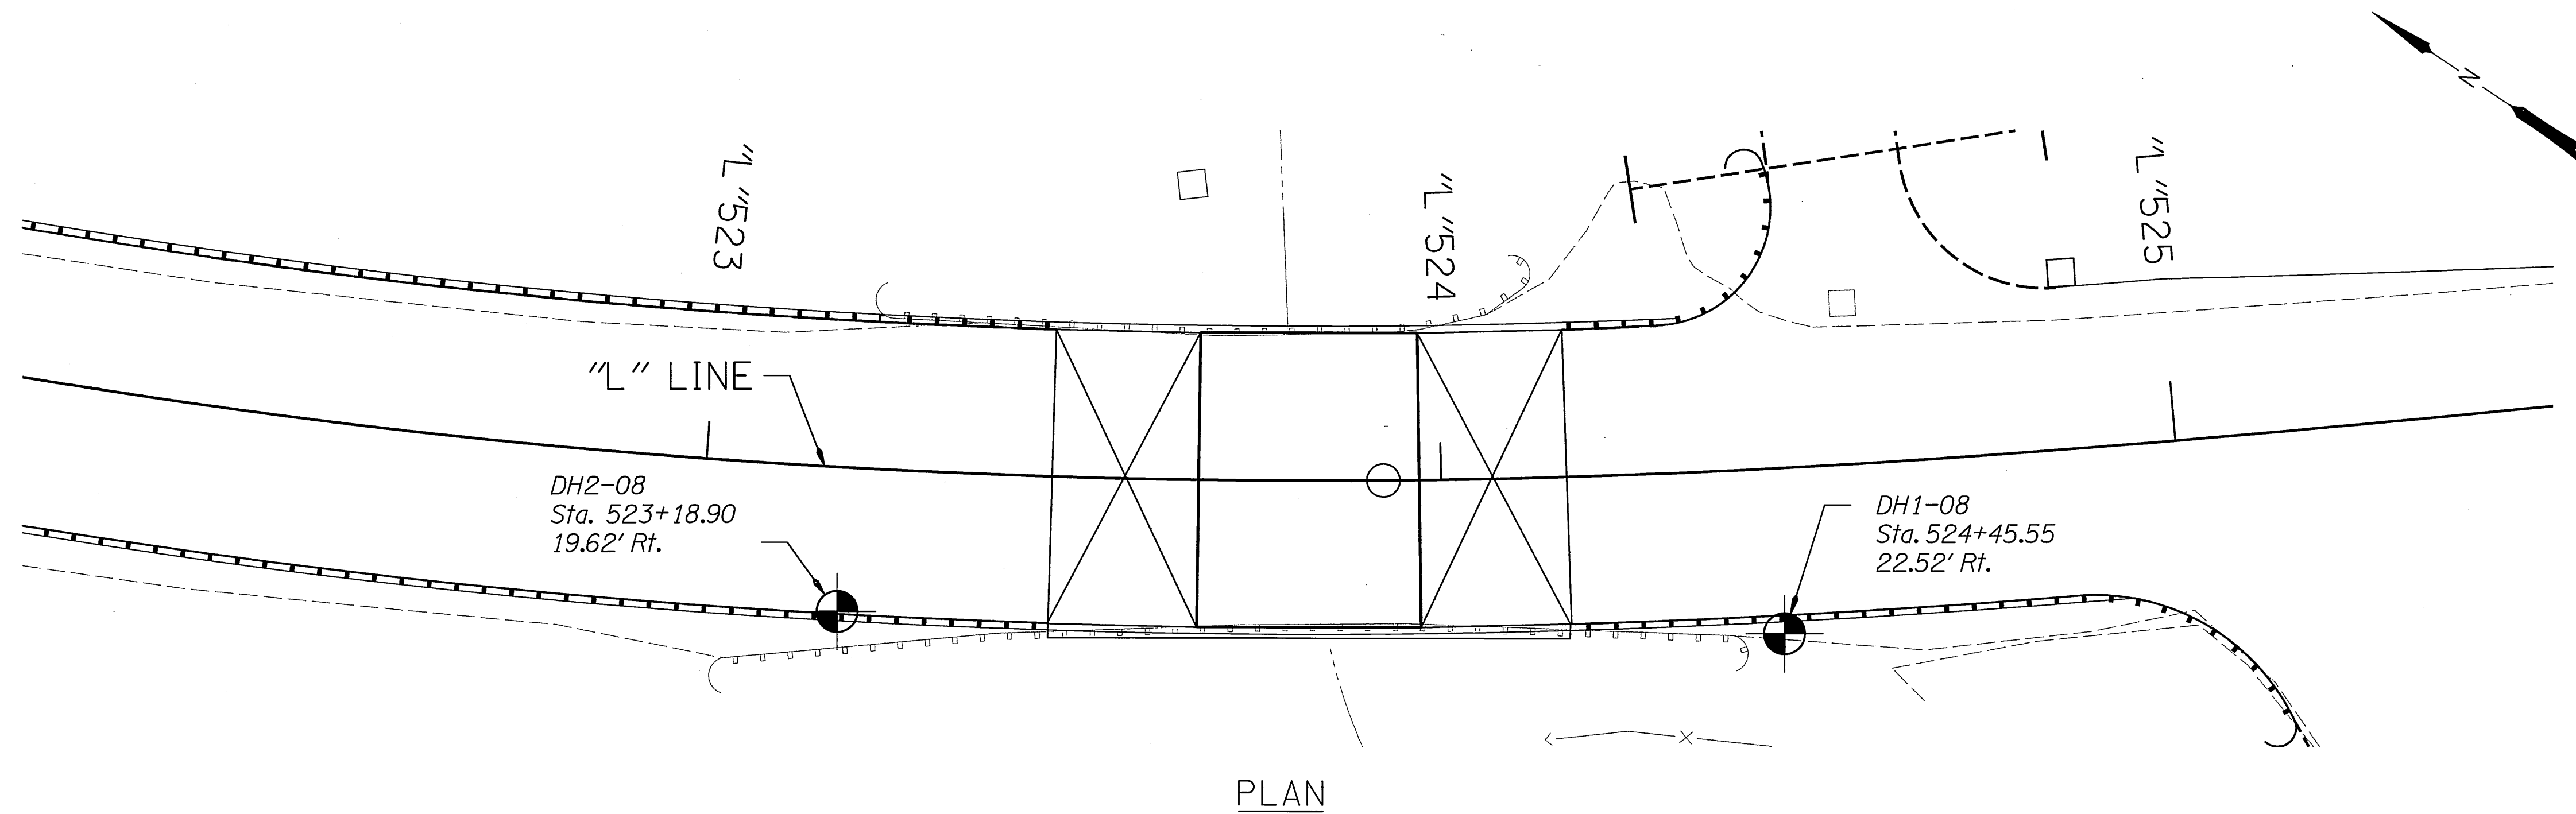 N
"L"523
"L"524
"L"525
"L" LINE
DH2-08
Sta. 523+18.90
19.62' Rt.
DH1-08
Sta. 524+45.55
22.52' Rt.
X
PLAN